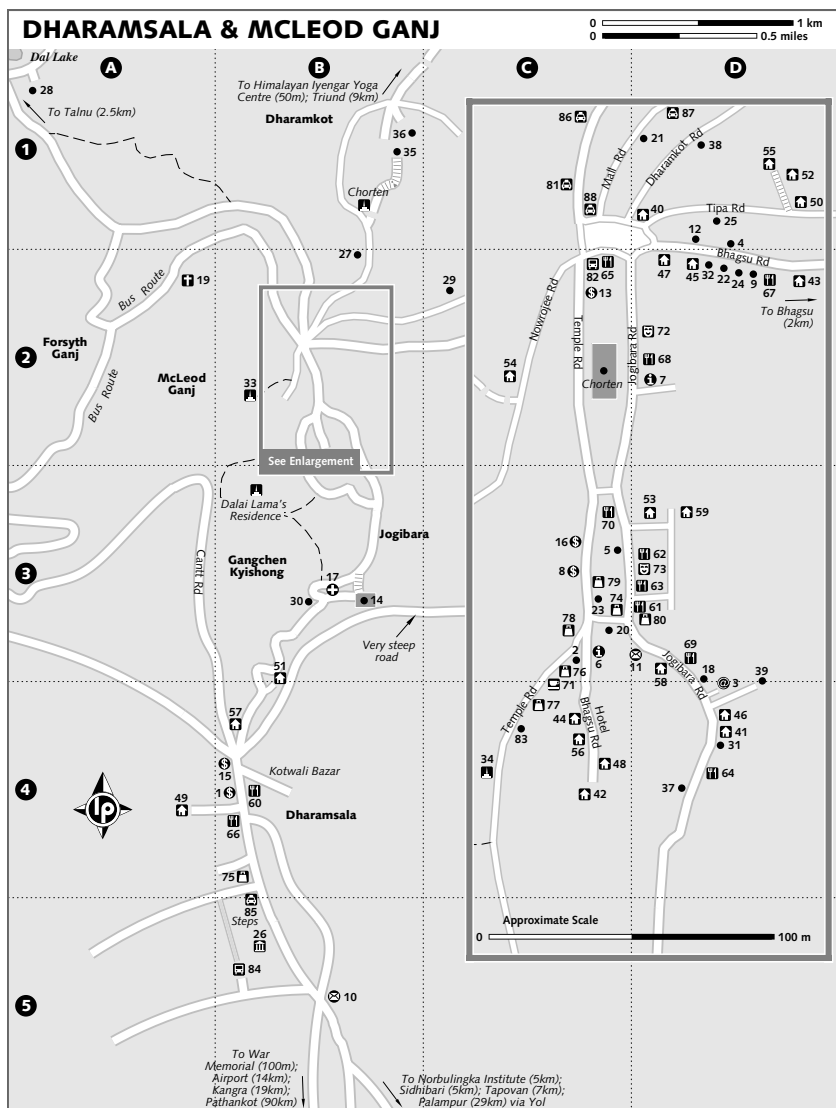 DHARAMSALA & MCLEOD GANJ
0 1 km
0 0.5 miles
A
B
C
D
1
2
3
4
5
Dal Lake
28
To Talnu (2.5km)
To Himalayan Iyengar Yoga
Centre (50m); Triund (9km)
Dharamkot
36
35
Chorten
27
29
19
Bus Route
Forsyth
Ganj
Bus Route
McLeod
Ganj
33
See Enlargement
Dalai Lama's
Residence
Jogibara
Cantt Rd
Gangchen
Kyishong
17
30
14
Very steep
road
51
57
15
Kotwali Bazar
1
60
49
66
Dharamsala
75
85
Steps
26
84
10
To War
Memorial (100m);
Airport (14km);
Kangra (19km);
Pathankot (90km)
To Norbulingka Institute (5km);
Sidhibari (5km); Tapovan (7km);
Palampur (29km) via Yol
lp
86
87
21
38
Mall Rd
Dharamkot Rd
55
52
81
88
50
40
Tipa Rd
25
12
4
Bhagsu Rd
82
65
47
45
32
22
24
9
67
43
13
To Bhagsu
(2km)
Nowrojee Rd
Temple Rd
Jogibara Rd
72
68
54
7
Chorten
53
59
70
16
5
62
73
8
79
63
74
23
61
80
78
20
2
6
11
69
Jogibara Rd
76
58
18
3
39
71
Temple Rd
77
44
Hotel
Bhagsu Rd
46
83
56
41
31
34
48
64
42
37
Approximate Scale
0 100 m